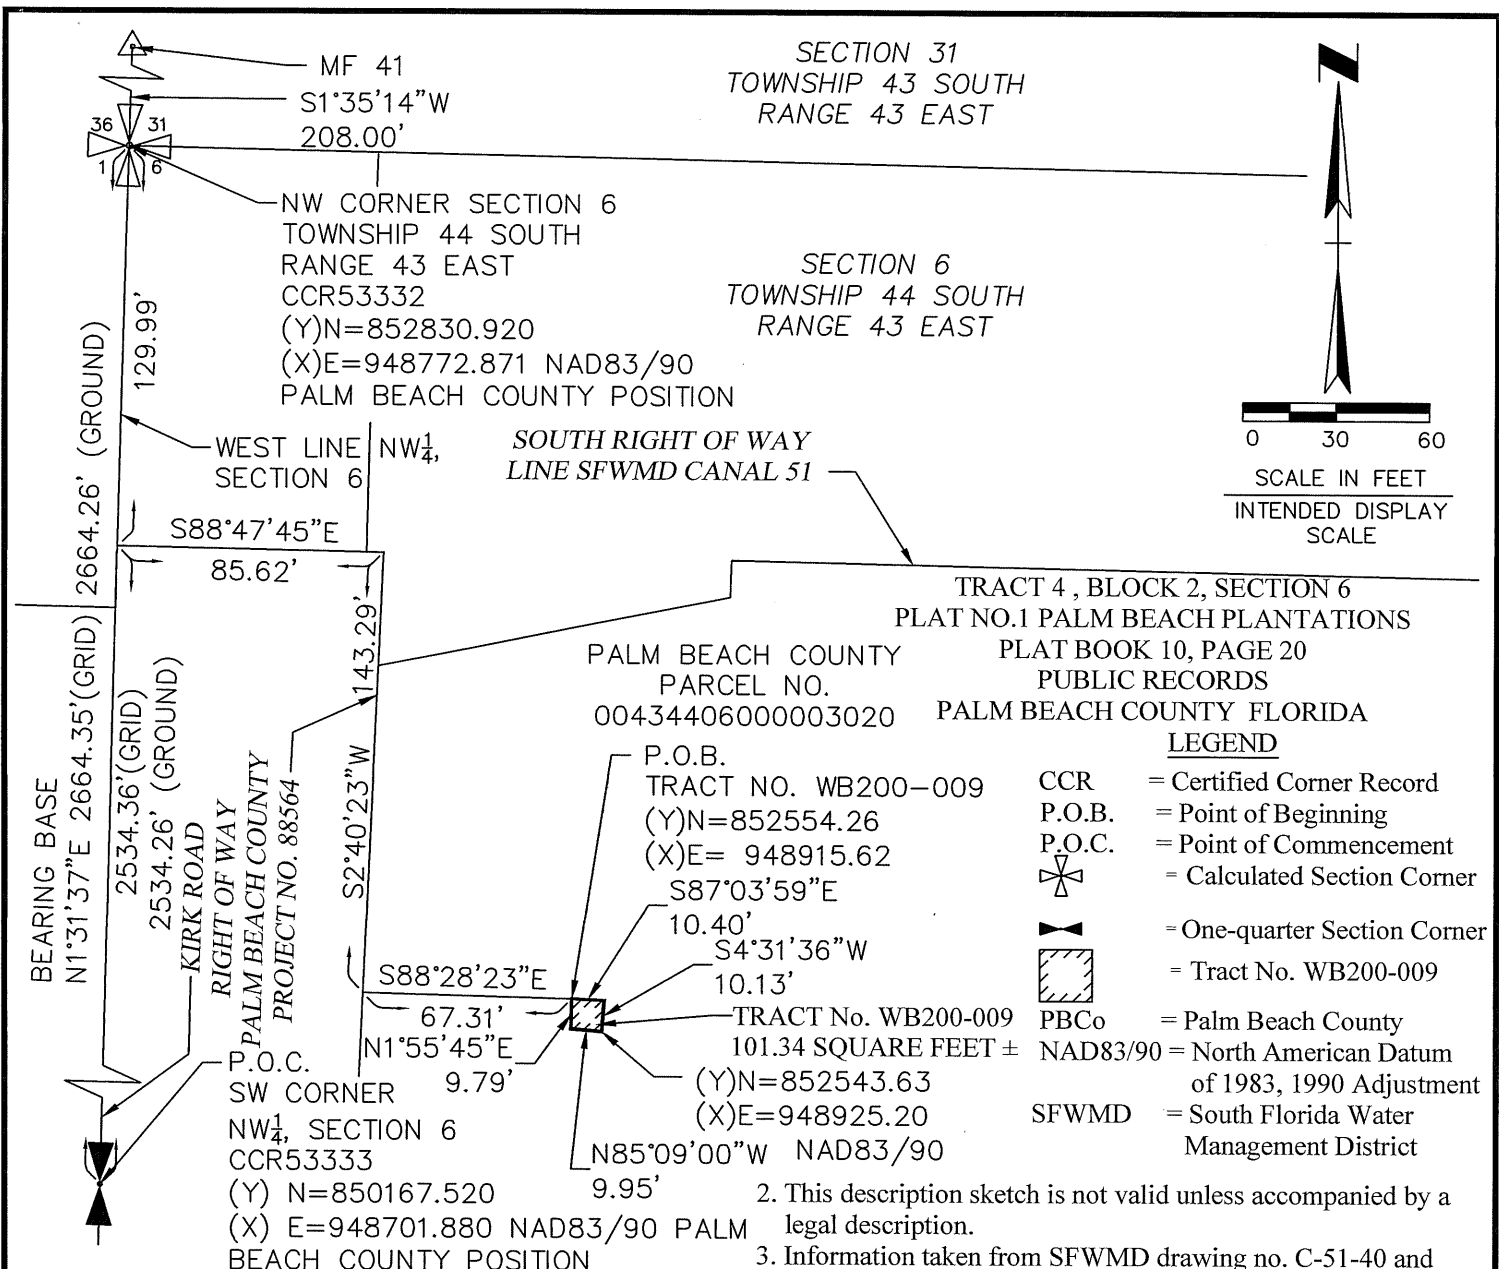 MF 41
S1°35'14"W
208.00'
SECTION 31
TOWNSHIP 43 SOUTH
RANGE 43 EAST
36
31
1
6
NW CORNER SECTION 6
TOWNSHIP 44 SOUTH
RANGE 43 EAST
CCR53332
(Y)N=852830.920
(X)E=948772.871 NAD83/90
PALM BEACH COUNTY POSITION
SECTION 6
TOWNSHIP 44 SOUTH
RANGE 43 EAST
0 30 60
SCALE IN FEET
INTENDED DISPLAY
SCALE
129.99'
2664.26' (GROUND)
WEST LINE NW¼,
SECTION 6
SOUTH RIGHT OF WAY
LINE SFWMD CANAL 51
S88°47'45"E
85.62'
143.29'
S2°40'23"W
BEARING BASE
N1°31'37"E 2664.35'(GRID)
2534.36'(GRID)
2534.26' (GROUND)
KIRK ROAD
RIGHT OF WAY
PALM BEACH COUNTY
PROJECT NO. 88564
TRACT 4 , BLOCK 2, SECTION 6
PLAT NO.1 PALM BEACH PLANTATIONS
PLAT BOOK 10, PAGE 20
PUBLIC RECORDS
PALM BEACH COUNTY FLORIDA
PALM BEACH COUNTY
PARCEL NO.
00434406000003020
P.O.B.
TRACT NO. WB200-009
(Y)N=852554.26
(X)E= 948915.62
S87°03'59"E
10.40'
S4°31'36"W
10.13'
TRACT No. WB200-009
101.34 SQUARE FEET ±
(Y)N=852543.63
(X)E=948925.20
NAD83/90
S88°28'23"E
67.31'
N1°55'45"E
9.79'
N85°09'00"W
9.95'
P.O.C.
SW CORNER
NW¼, SECTION 6
CCR53333
(Y) N=850167.520
(X) E=948701.880 NAD83/90 PALM
BEACH COUNTY POSITION
LEGEND
CCR = Certified Corner Record
P.O.B. = Point of Beginning
P.O.C. = Point of Commencement
= Calculated Section Corner
= One-quarter Section Corner
= Tract No. WB200-009
PBCo = Palm Beach County
NAD83/90 = North American Datum
of 1983, 1990 Adjustment
SFWMD = South Florida Water
Management District
2. This description sketch is not valid unless accompanied by a
legal description.
3. Information taken from SFWMD drawing no. C-51-40 and